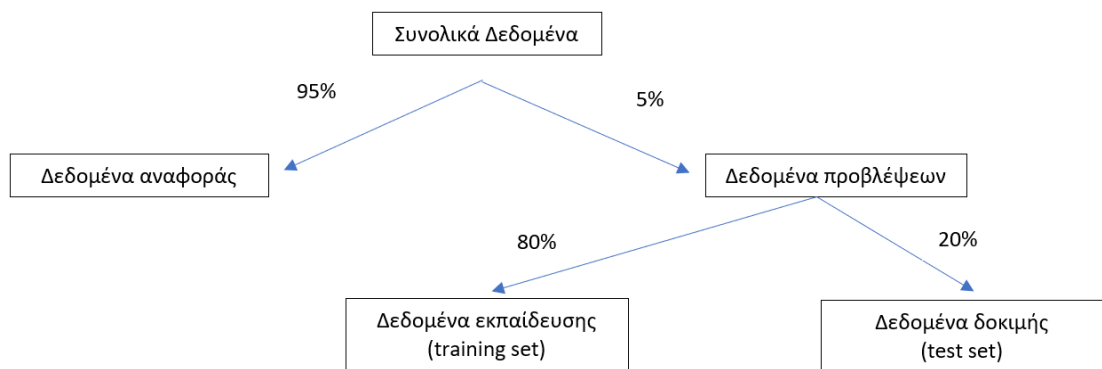 Συνολικά Δεδομένα
95%
5%
Δεδομένα αναφοράς
Δεδομένα προβλέψεων
80%
20%
Δεδομένα εκπαίδευσης
(training set)
Δεδομένα δοκιμής
(test set)